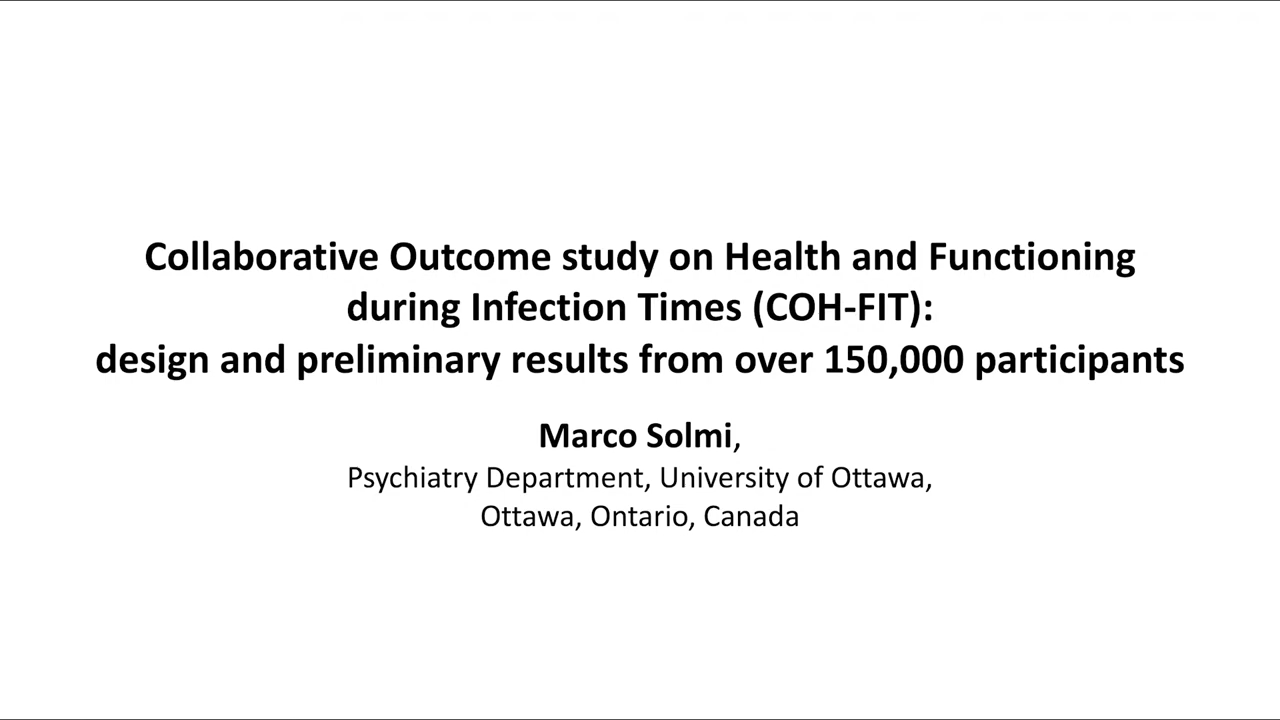 Collaborative Outcome study on Health and Functioning
during Infection Times (COH-FIT):
design and preliminary results from over 150,000 participants
Marco Solmi,
Psychiatry Department, University of Ottawa,
Ottawa, Ontario, Canada